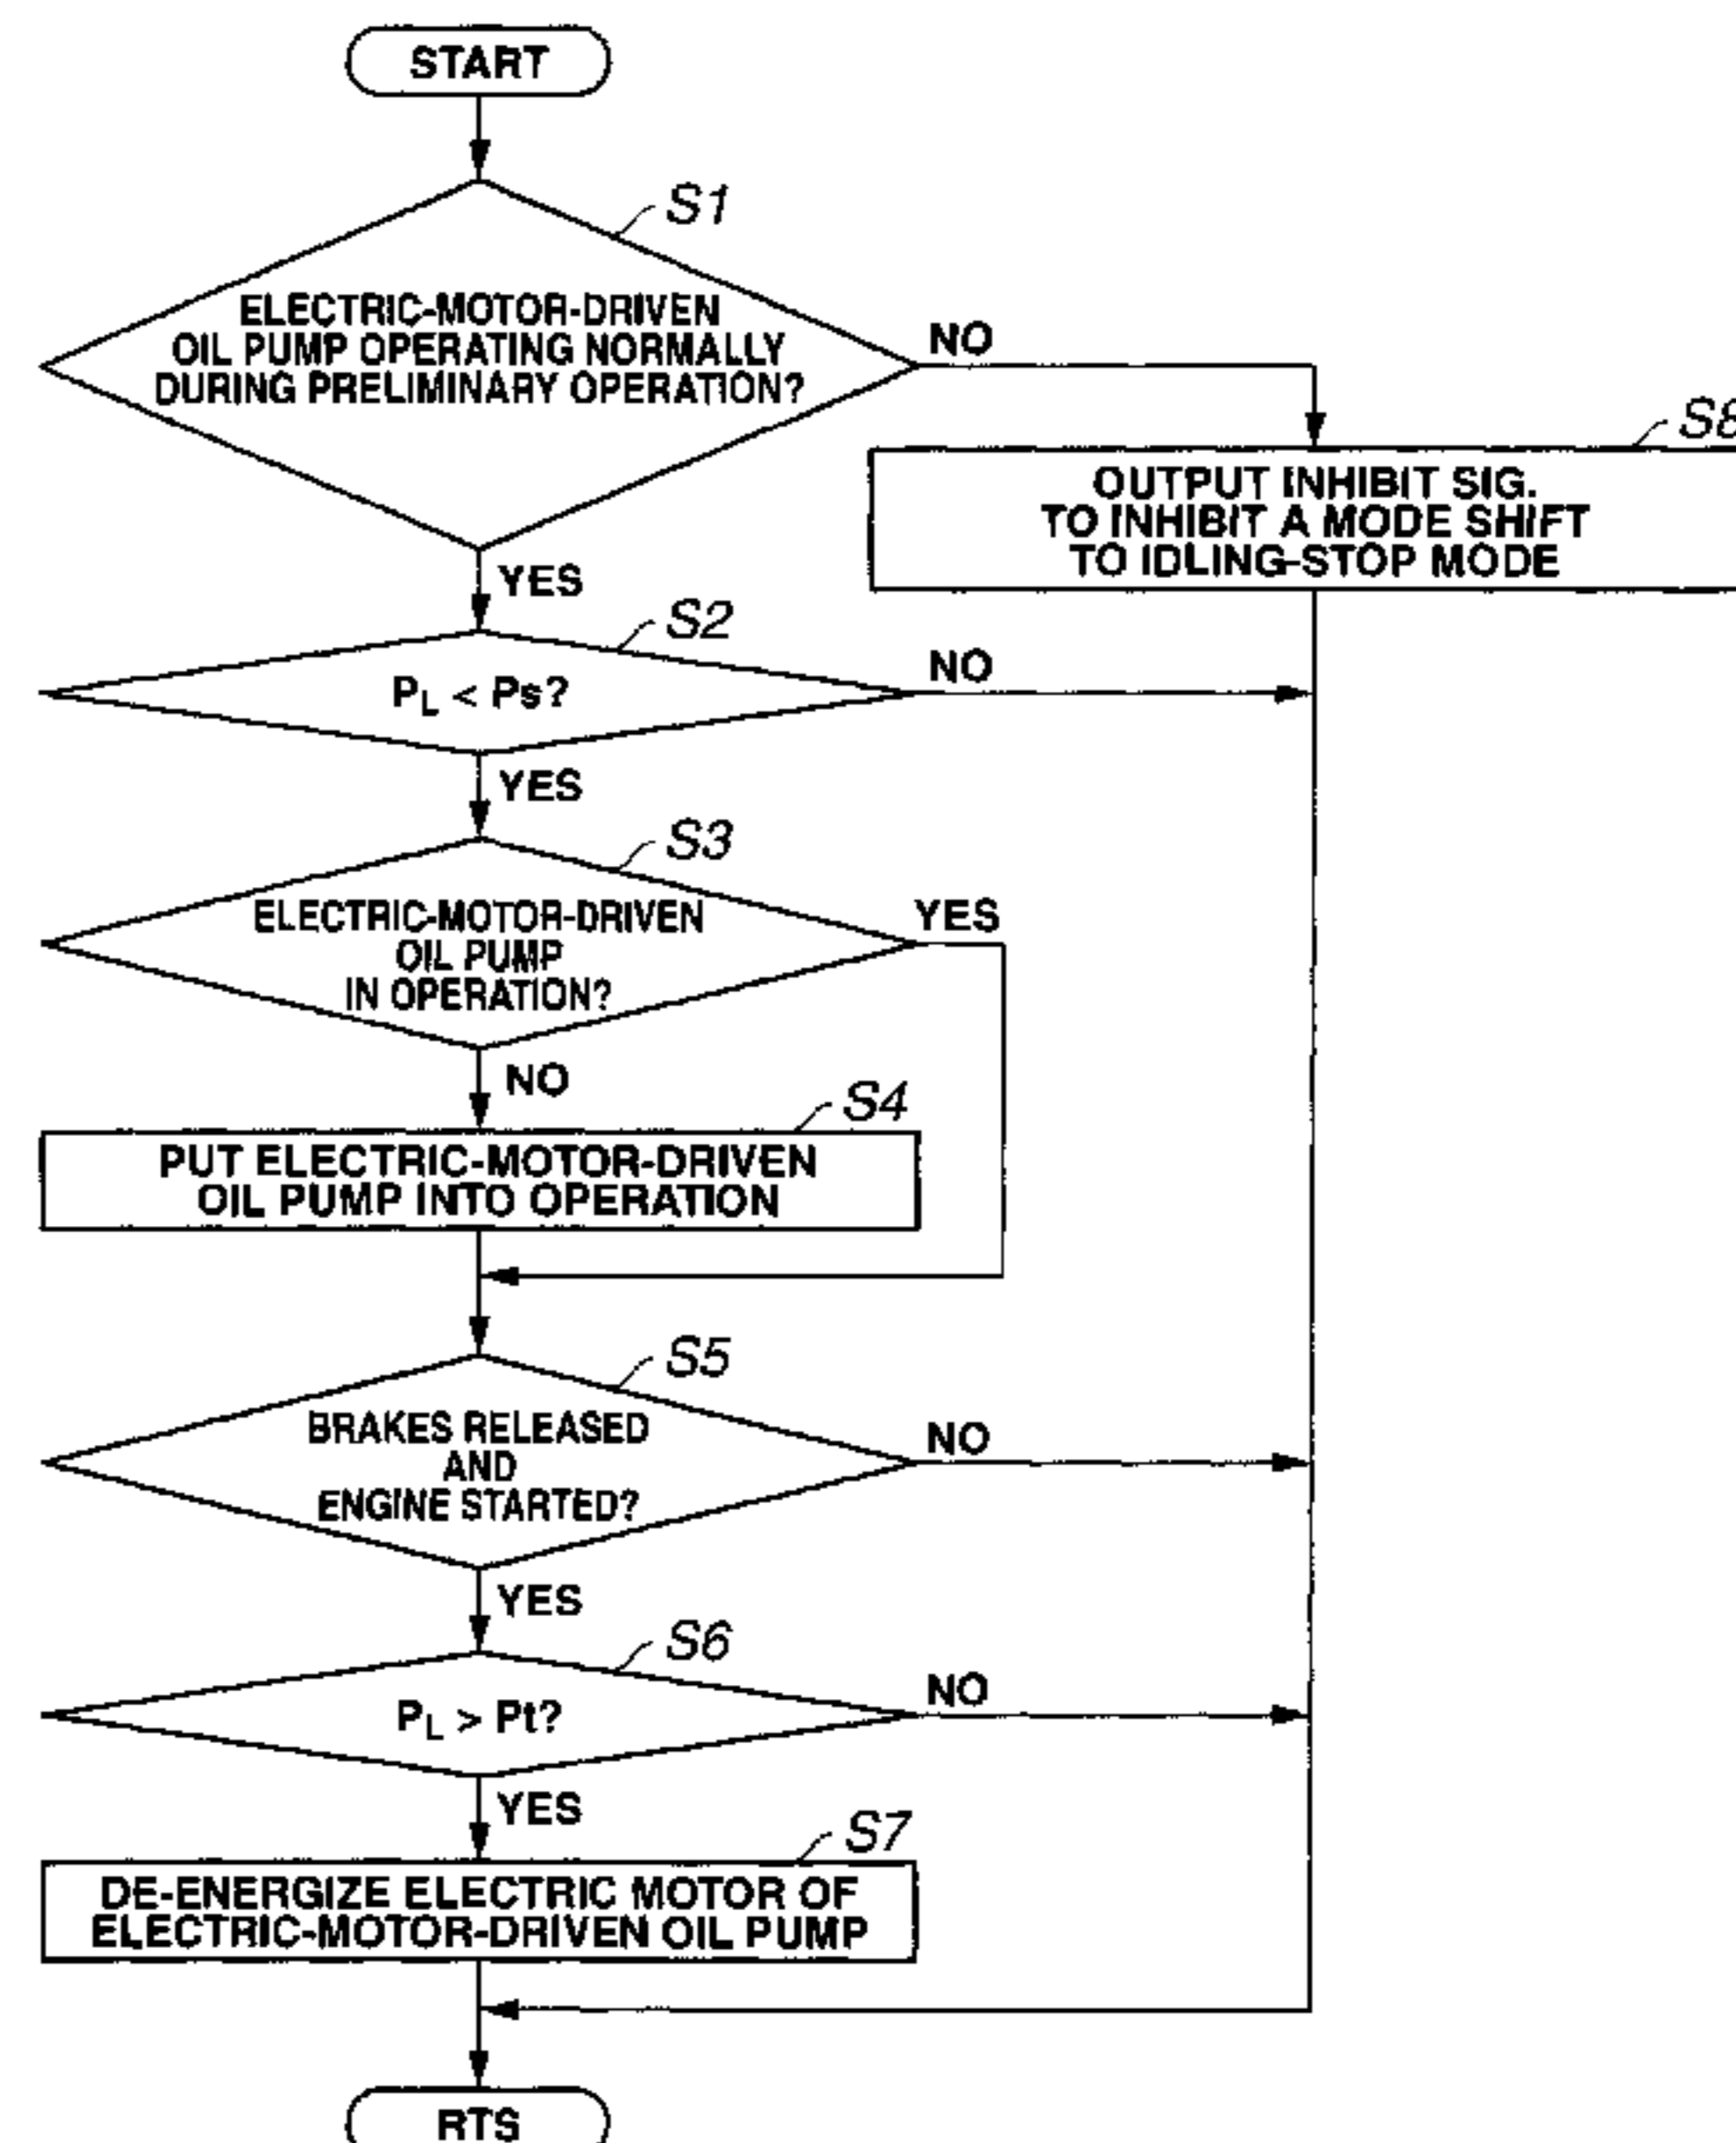 START
S1
ELECTRIC-MOTOR-DRIVEN
OIL PUMP OPERATING NORMALLY
DURING PRELIMINARY OPERATION?
NO
S8
OUTPUT INHIBIT SIG.
TO INHIBIT A MODE SHIFT
TO IDLING-STOP MODE
YES
S2
PL < Ps?
NO
YES
S3
ELECTRIC-MOTOR-DRIVEN
OIL PUMP
IN OPERATION?
YES
NO
S4
PUT ELECTRIC-MOTOR-DRIVEN
OIL PUMP INTO OPERATION
S5
BRAKES RELEASED
AND
ENGINE STARTED?
NO
YES
S6
PL > Pt?
NO
YES
S7
DE-ENERGIZE ELECTRIC MOTOR OF
ELECTRIC-MOTOR-DRIVEN OIL PUMP
RTS